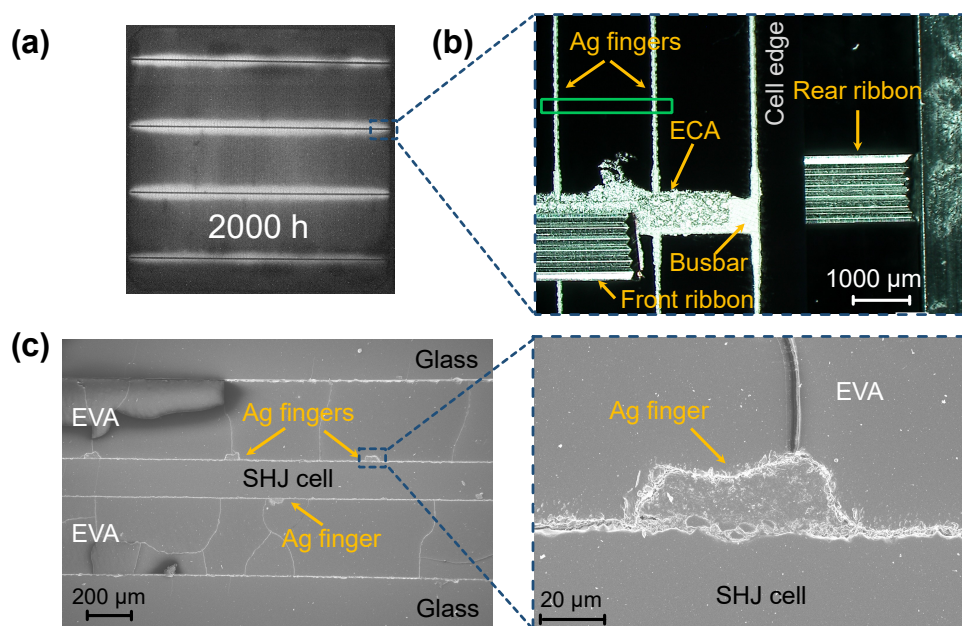 (a)
2000 h
(b)
Ag fingers
Cell edge
Rear ribbon
ECA
Busbar
Front ribbon
1000 µm
(c)
Glass
EVA
Ag fingers
SHJ cell
EVA
Ag finger
200 µm
Glass
EVA
Ag finger
SHJ cell
20 µm